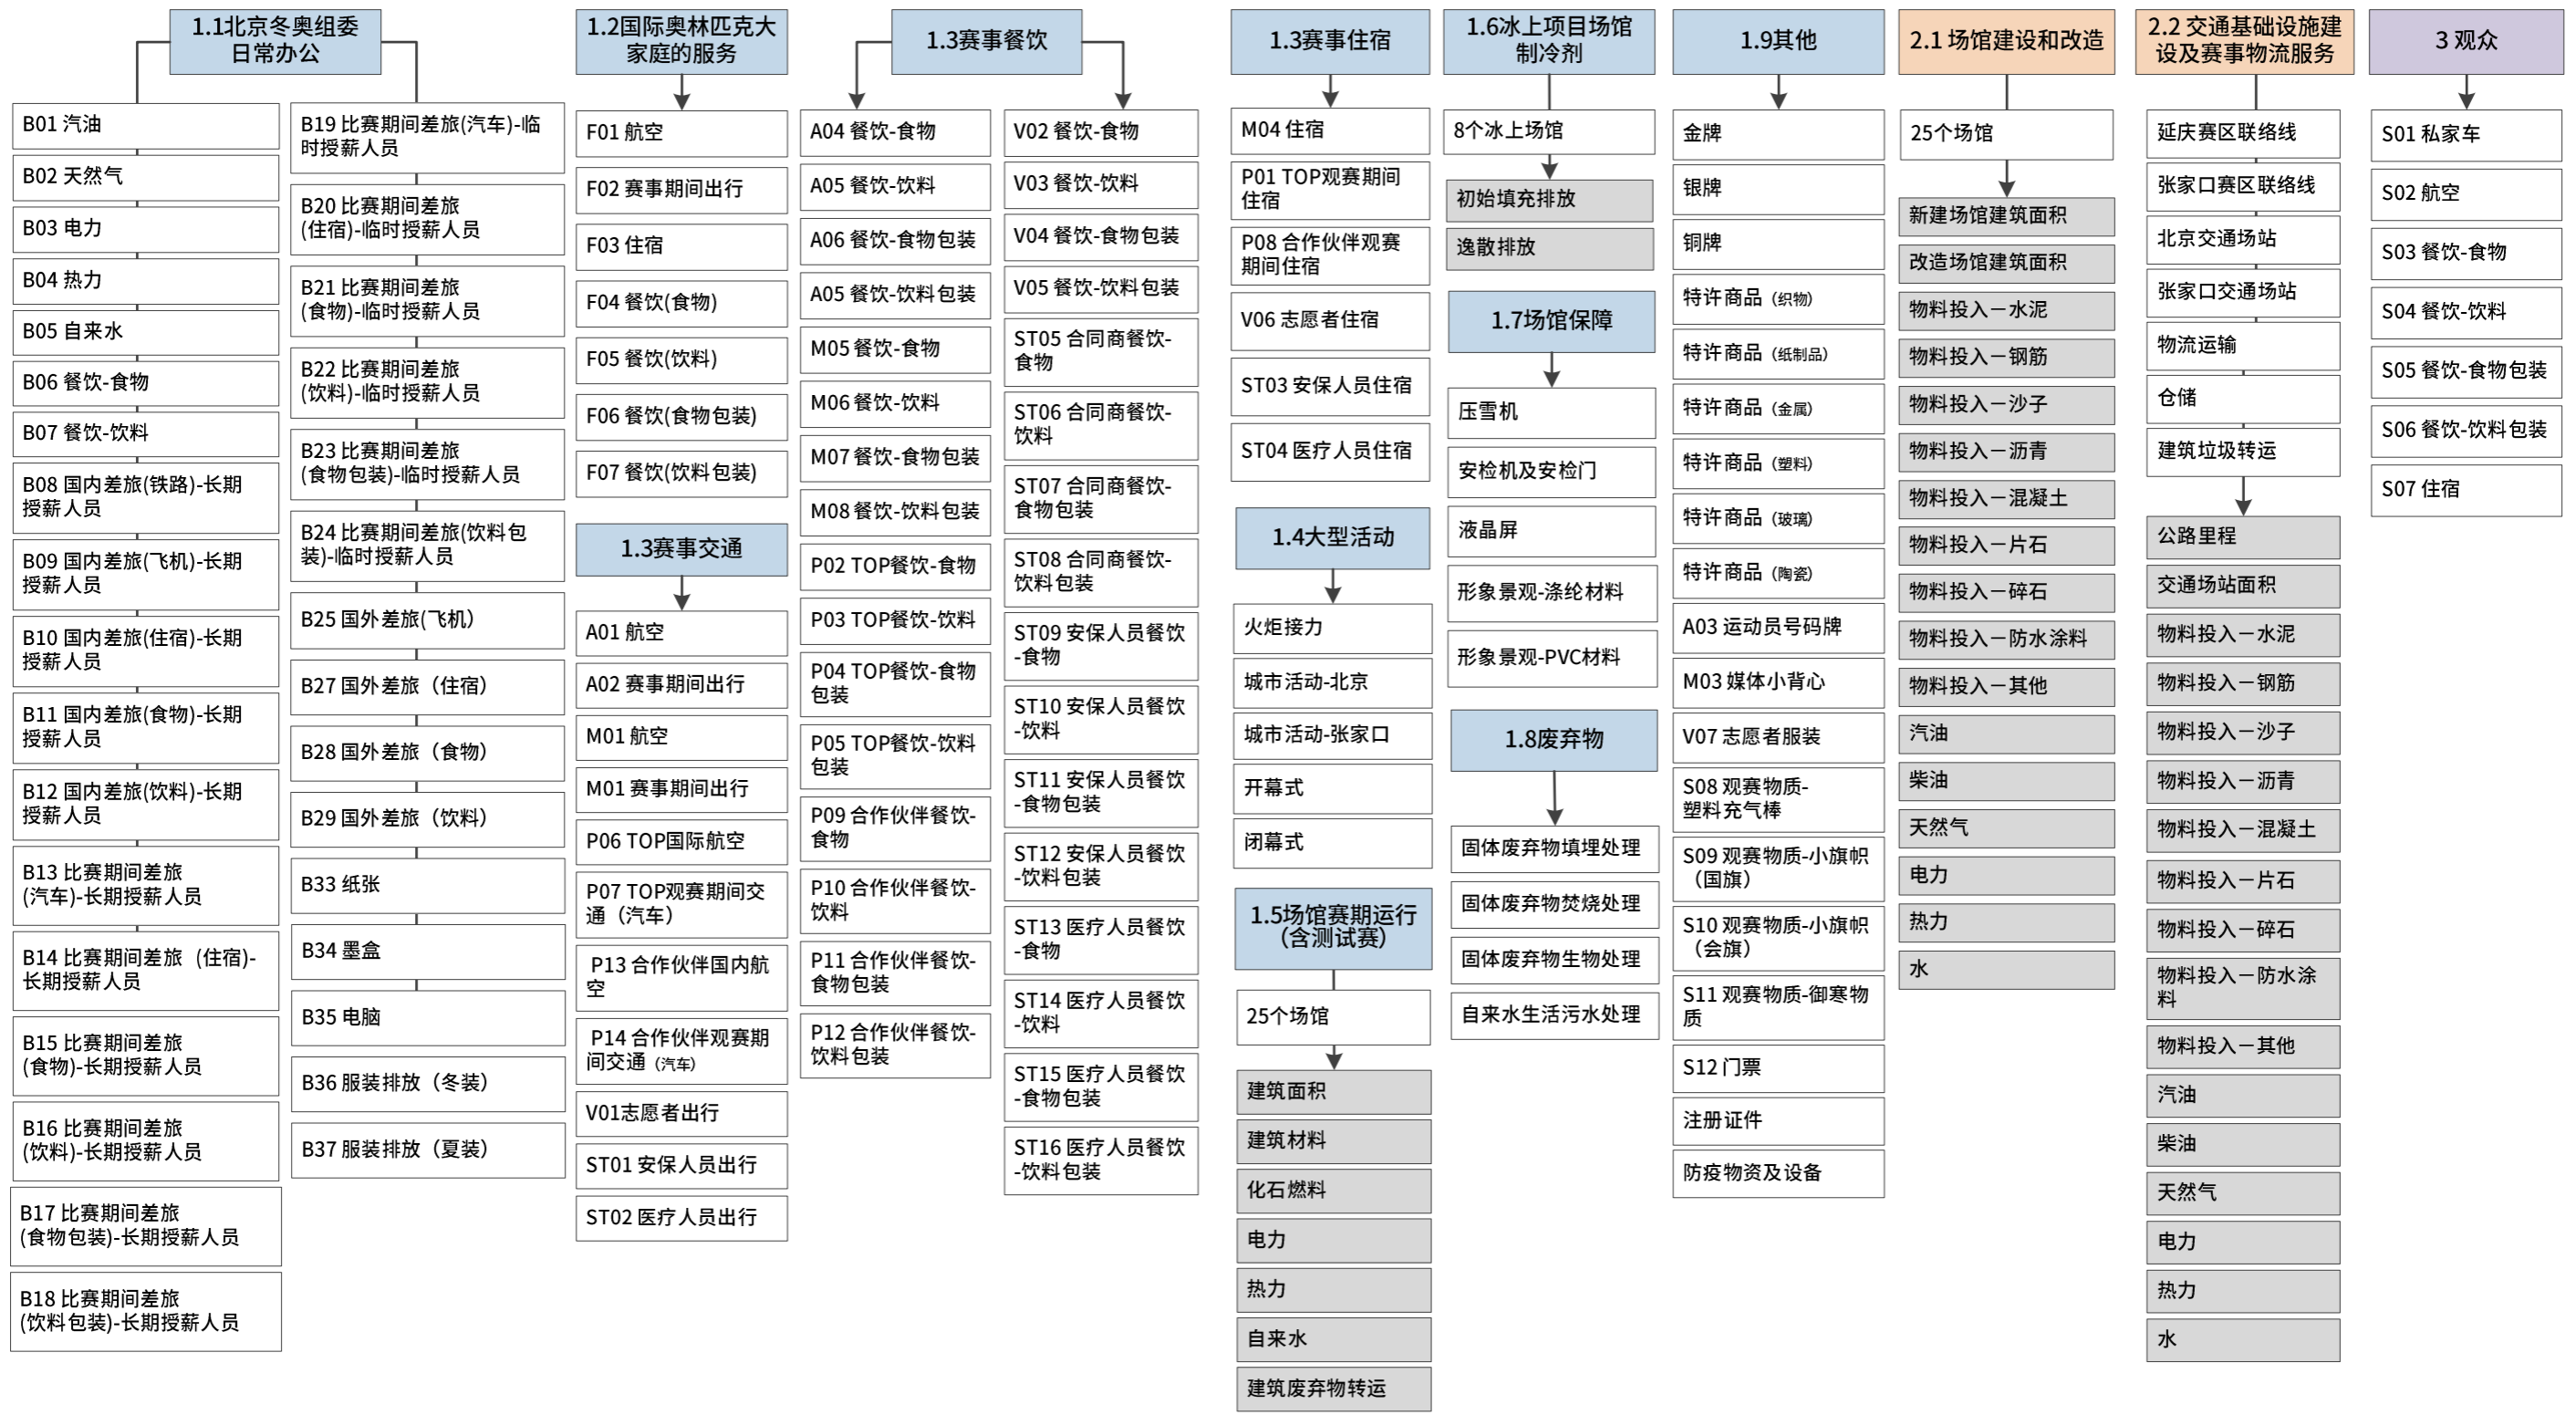 1.1北京冬奥组委
日常办公
B01 汽油
B02 天然气
B03 电力
B04 热力
B05 自来水
B06 餐饮-食物
B07 餐饮-饮料
B08 国内差旅(铁路)-长期
授薪人员
B09 国内差旅(飞机)-长期
授薪人员
B10 国内差旅(住宿)-长期
授薪人员
B11 国内差旅(食物)-长期
授薪人员
B12 国内差旅(饮料)-长期
授薪人员
B13 比赛期间差旅
(汽车)-长期授薪人员
B14 比赛期间差旅 (住宿)-
长期授薪人员
B15 比赛期间差旅
(食物)-长期授薪人员
B16 比赛期间差旅
(饮料)-长期授薪人员
B17 比赛期间差旅
(食物包装)-长期授薪人员
B18 比赛期间差旅
(饮料包装)-长期授薪人员
B19 比赛期间差旅(汽车)-临
时授薪人员
B20 比赛期间差旅
(住宿)-临时授薪人员
B21 比赛期间差旅
(食物)-临时授薪人员
B22 比赛期间差旅
(饮料)-临时授薪人员
B23 比赛期间差旅
(食物包装)-临时授薪人员
B24 比赛期间差旅(饮料包
装)-临时授薪人员
B25 国外差旅(飞机）
B27 国外差旅（住宿）
B28 国外差旅（食物）
B29 国外差旅（饮料）
B33 纸张
B34 墨盒
B35 电脑
B36 服装排放（冬装）
B37 服装排放（夏装）
1.2国际奥林匹克大
家庭的服务
F01 航空
F02 赛事期间出行
F03 住宿
F04 餐饮(食物)
F05 餐饮(饮料)
F06 餐饮(食物包装)
F07 餐饮(饮料包装)
1.3赛事交通
A01 航空
A02 赛事期间出行
M01 航空
M01 赛事期间出行
P06 TOP国际航空
P07 TOP观赛期间交
通（汽车）
P13 合作伙伴国内航
空
P14 合作伙伴观赛期
间交通（汽车）
V01志愿者出行
ST01 安保人员出行
ST02 医疗人员出行
1.3赛事餐饮
A04 餐饮-食物
A05 餐饮-饮料
A06 餐饮-食物包装
A05 餐饮-饮料包装
M05 餐饮-食物
M06 餐饮-饮料
M07 餐饮-食物包装
M08 餐饮-饮料包装
P02 TOP餐饮-食物
P03 TOP餐饮-饮料
P04 TOP餐饮-食物
包装
P05 TOP餐饮-饮料
包装
P09 合作伙伴餐饮-
食物
P10 合作伙伴餐饮-
饮料
P11 合作伙伴餐饮-
食物包装
P12 合作伙伴餐饮-
饮料包装
V02 餐饮-食物
V03 餐饮-饮料
V04 餐饮-食物包装
V05 餐饮-饮料包装
ST05 合同商餐饮-
食物
ST06 合同商餐饮-
饮料
ST07 合同商餐饮-
食物包装
ST08 合同商餐饮-
饮料包装
ST09 安保人员餐饮
-食物
ST10 安保人员餐饮
-饮料
ST11 安保人员餐饮
-食物包装
ST12 安保人员餐饮
-饮料包装
ST13 医疗人员餐饮
-食物
ST14 医疗人员餐饮
-饮料
ST15 医疗人员餐饮
-食物包装
ST16 医疗人员餐饮
-饮料包装
1.3赛事住宿
M04 住宿
P01 TOP观赛期间
住宿
P08 合作伙伴观赛
期间住宿
V06 志愿者住宿
ST03 安保人员住宿
ST04 医疗人员住宿
1.4大型活动
火炬接力
城市活动-北京
城市活动-张家口
开幕式
闭幕式
1.5场馆赛期运行
（含测试赛）
25个场馆
建筑面积
建筑材料
化石燃料
电力
热力
自来水
建筑废弃物转运
1.6冰上项目场馆
制冷剂
8个冰上场馆
初始填充排放
逸散排放
1.7场馆保障
压雪机
安检机及安检门
液晶屏
形象景观-涤纶材料
形象景观-PVC材料
1.8废弃物
固体废弃物填埋处理
固体废弃物焚烧处理
固体废弃物生物处理
自来水生活污水处理
1.9其他
金牌
银牌
铜牌
特许商品（织物）
特许商品（纸制品）
特许商品（金属）
特许商品（塑料）
特许商品（玻璃）
特许商品（陶瓷）
A03 运动员号码牌
M03 媒体小背心
V07 志愿者服装
S08 观赛物质-
塑料充气棒
S09 观赛物质-小旗帜
（国旗）
S10 观赛物质-小旗帜
（会旗）
S11 观赛物质-御寒物
质
S12 门票
注册证件
防疫物资及设备
2.1 场馆建设和改造
25个场馆
新建场馆建筑面积
改造场馆建筑面积
物料投入－水泥
物料投入－钢筋
物料投入－沙子
物料投入－沥青
物料投入－混凝土
物料投入－片石
物料投入－碎石
物料投入－防水涂料
物料投入－其他
汽油
柴油
天然气
电力
热力
水
2.2 交通基础设施建
设及赛事物流服务
延庆赛区联络线
张家口赛区联络线
北京交通场站
张家口交通场站
物流运输
仓储
建筑垃圾转运
公路里程
交通场站面积
物料投入－水泥
物料投入－钢筋
物料投入－沙子
物料投入－沥青
物料投入－混凝土
物料投入－片石
物料投入－碎石
物料投入－防水涂
料
物料投入－其他
汽油
柴油
天然气
电力
热力
水
3 观众
S01 私家车
S02 航空
S03 餐饮-食物
S04 餐饮-饮料
S05 餐饮-食物包装
S06 餐饮-饮料包装
S07 住宿